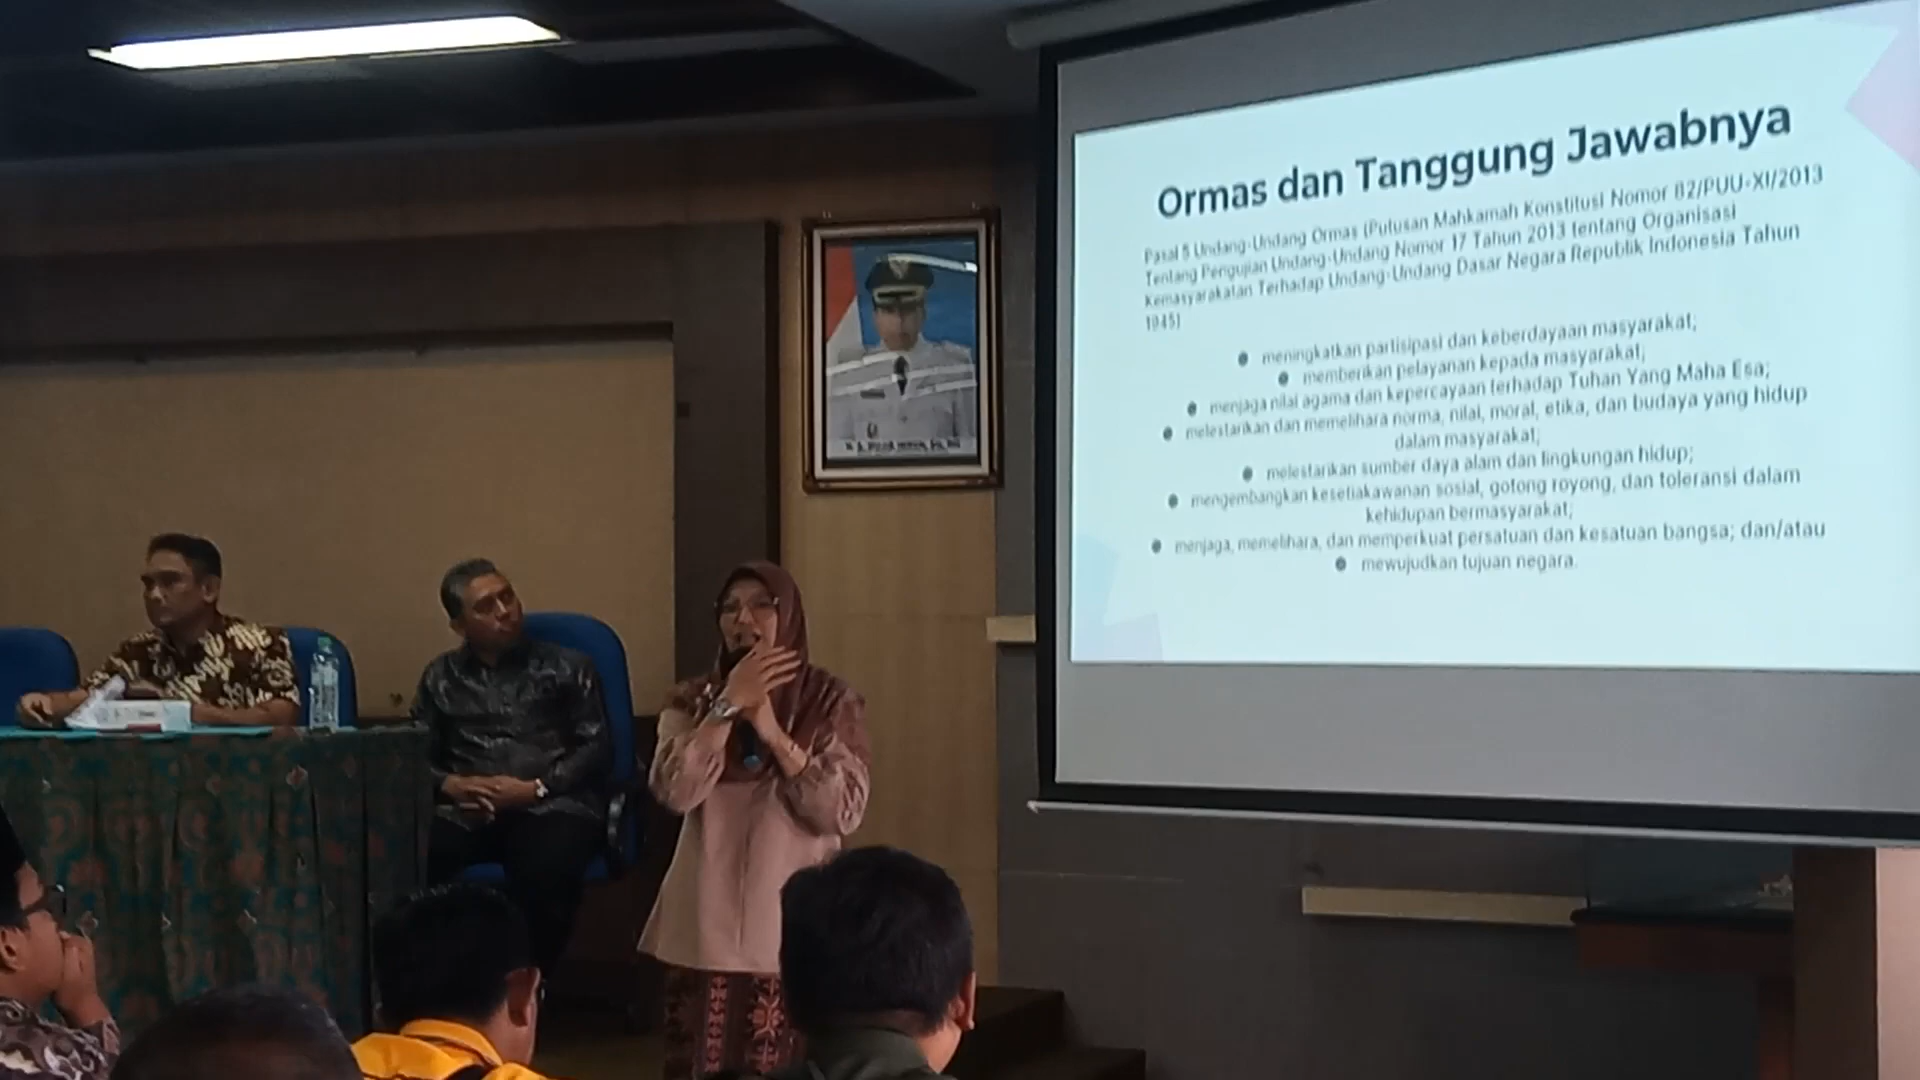 Ormas dan Tanggung Jawabnya
Pasal 5 Undang-Undang Ormas (Putusan Mahkamah Konstitusi Nomor 82/PUU-XI/2013
Tentang Pengujian Undang-Undang Nomor 17 Tahun 2013 tentang Organisasi
Kemasyarakatan Terhadap Undang-Undang Dasar Negara Republik Indonesia Tahun
1945)
● meningkatkan partisipasi dan keberdayaan masyarakat;
● memberikan pelayanan kepada masyarakat;
● menjaga nilai agama dan kepercayaan terhadap Tuhan Yang Maha Esa;
● melestarikan dan memelihara norma, nilai, moral, etika, dan budaya yang hidup
dalam masyarakat;
● melestarikan sumber daya alam dan lingkungan hidup;
● mengembangkan kesetiakawanan sosial, gotong royong, dan toleransi dalam
kehidupan bermasyarakat;
● menjaga, memelihara, dan memperkuat persatuan dan kesatuan bangsa; dan/atau
● mewujudkan tujuan negara.